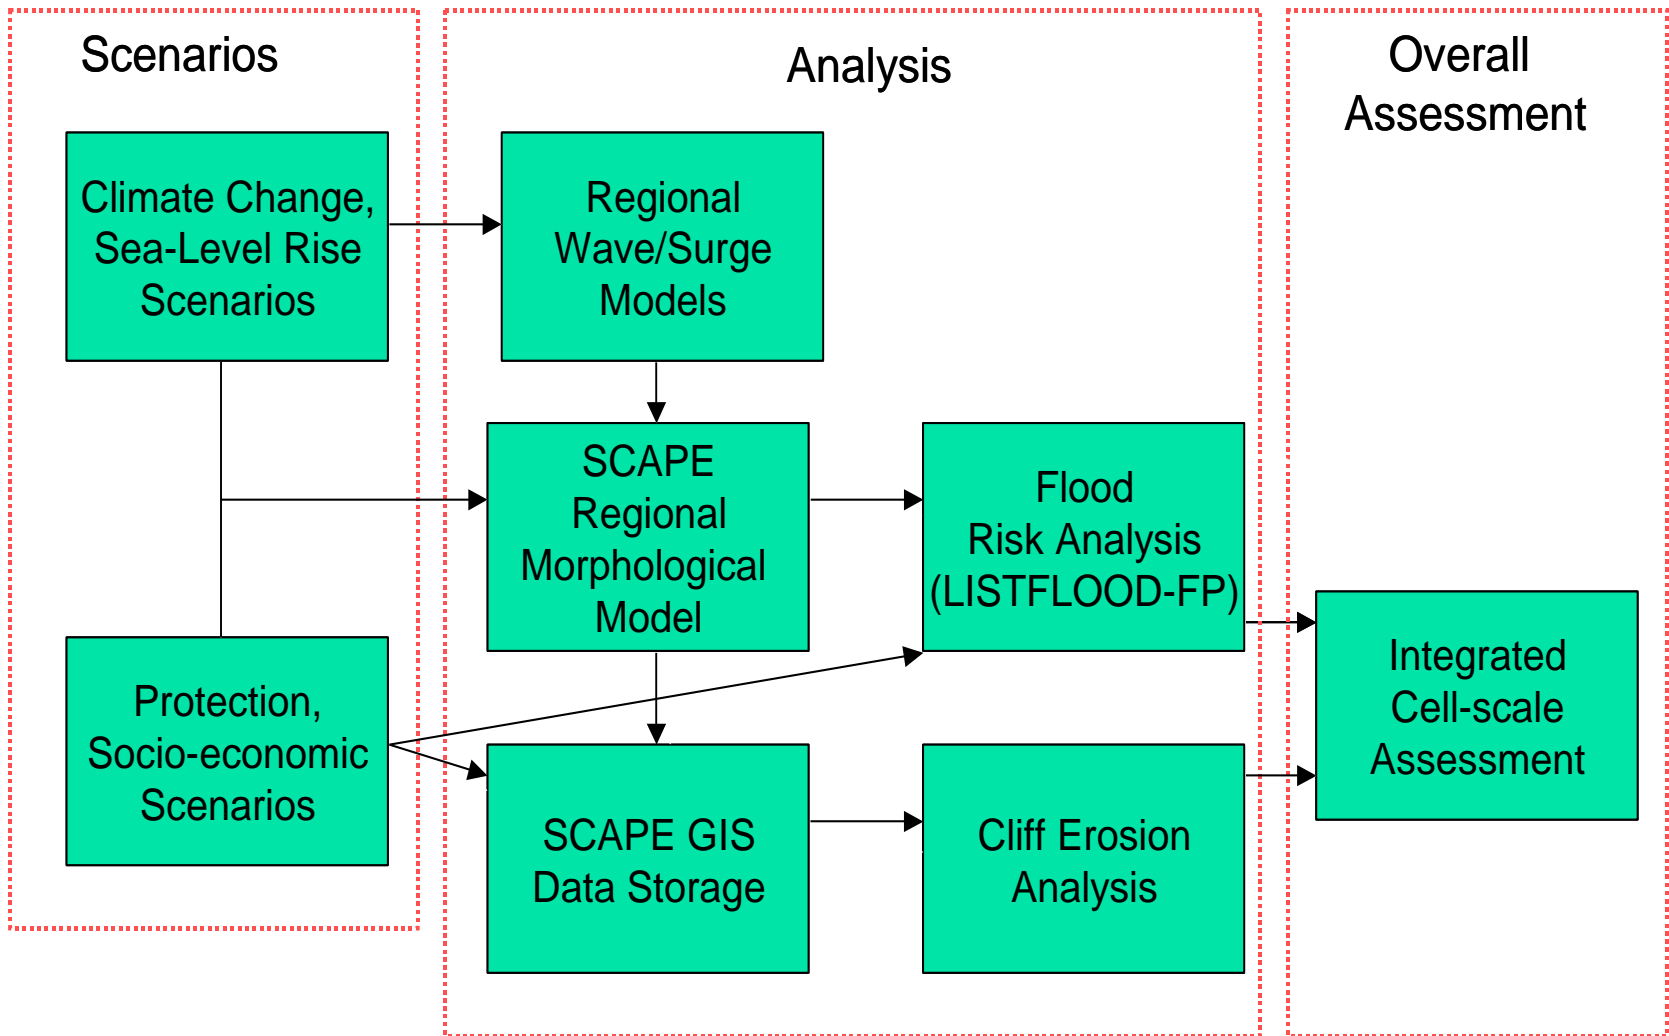 Scenarios
Climate Change,
Sea-Level Rise
Scenarios
Protection,
Socio-economic
Scenarios
Analysis
Regional
Wave/Surge
Models
SCAPE
Regional
Morphological
Model
Flood
Risk Analysis
(LISTFLOOD-FP)
SCAPE GIS
Data Storage
Cliff Erosion
Analysis
Overall
Assessment
Integrated
Cell-scale
Assessment